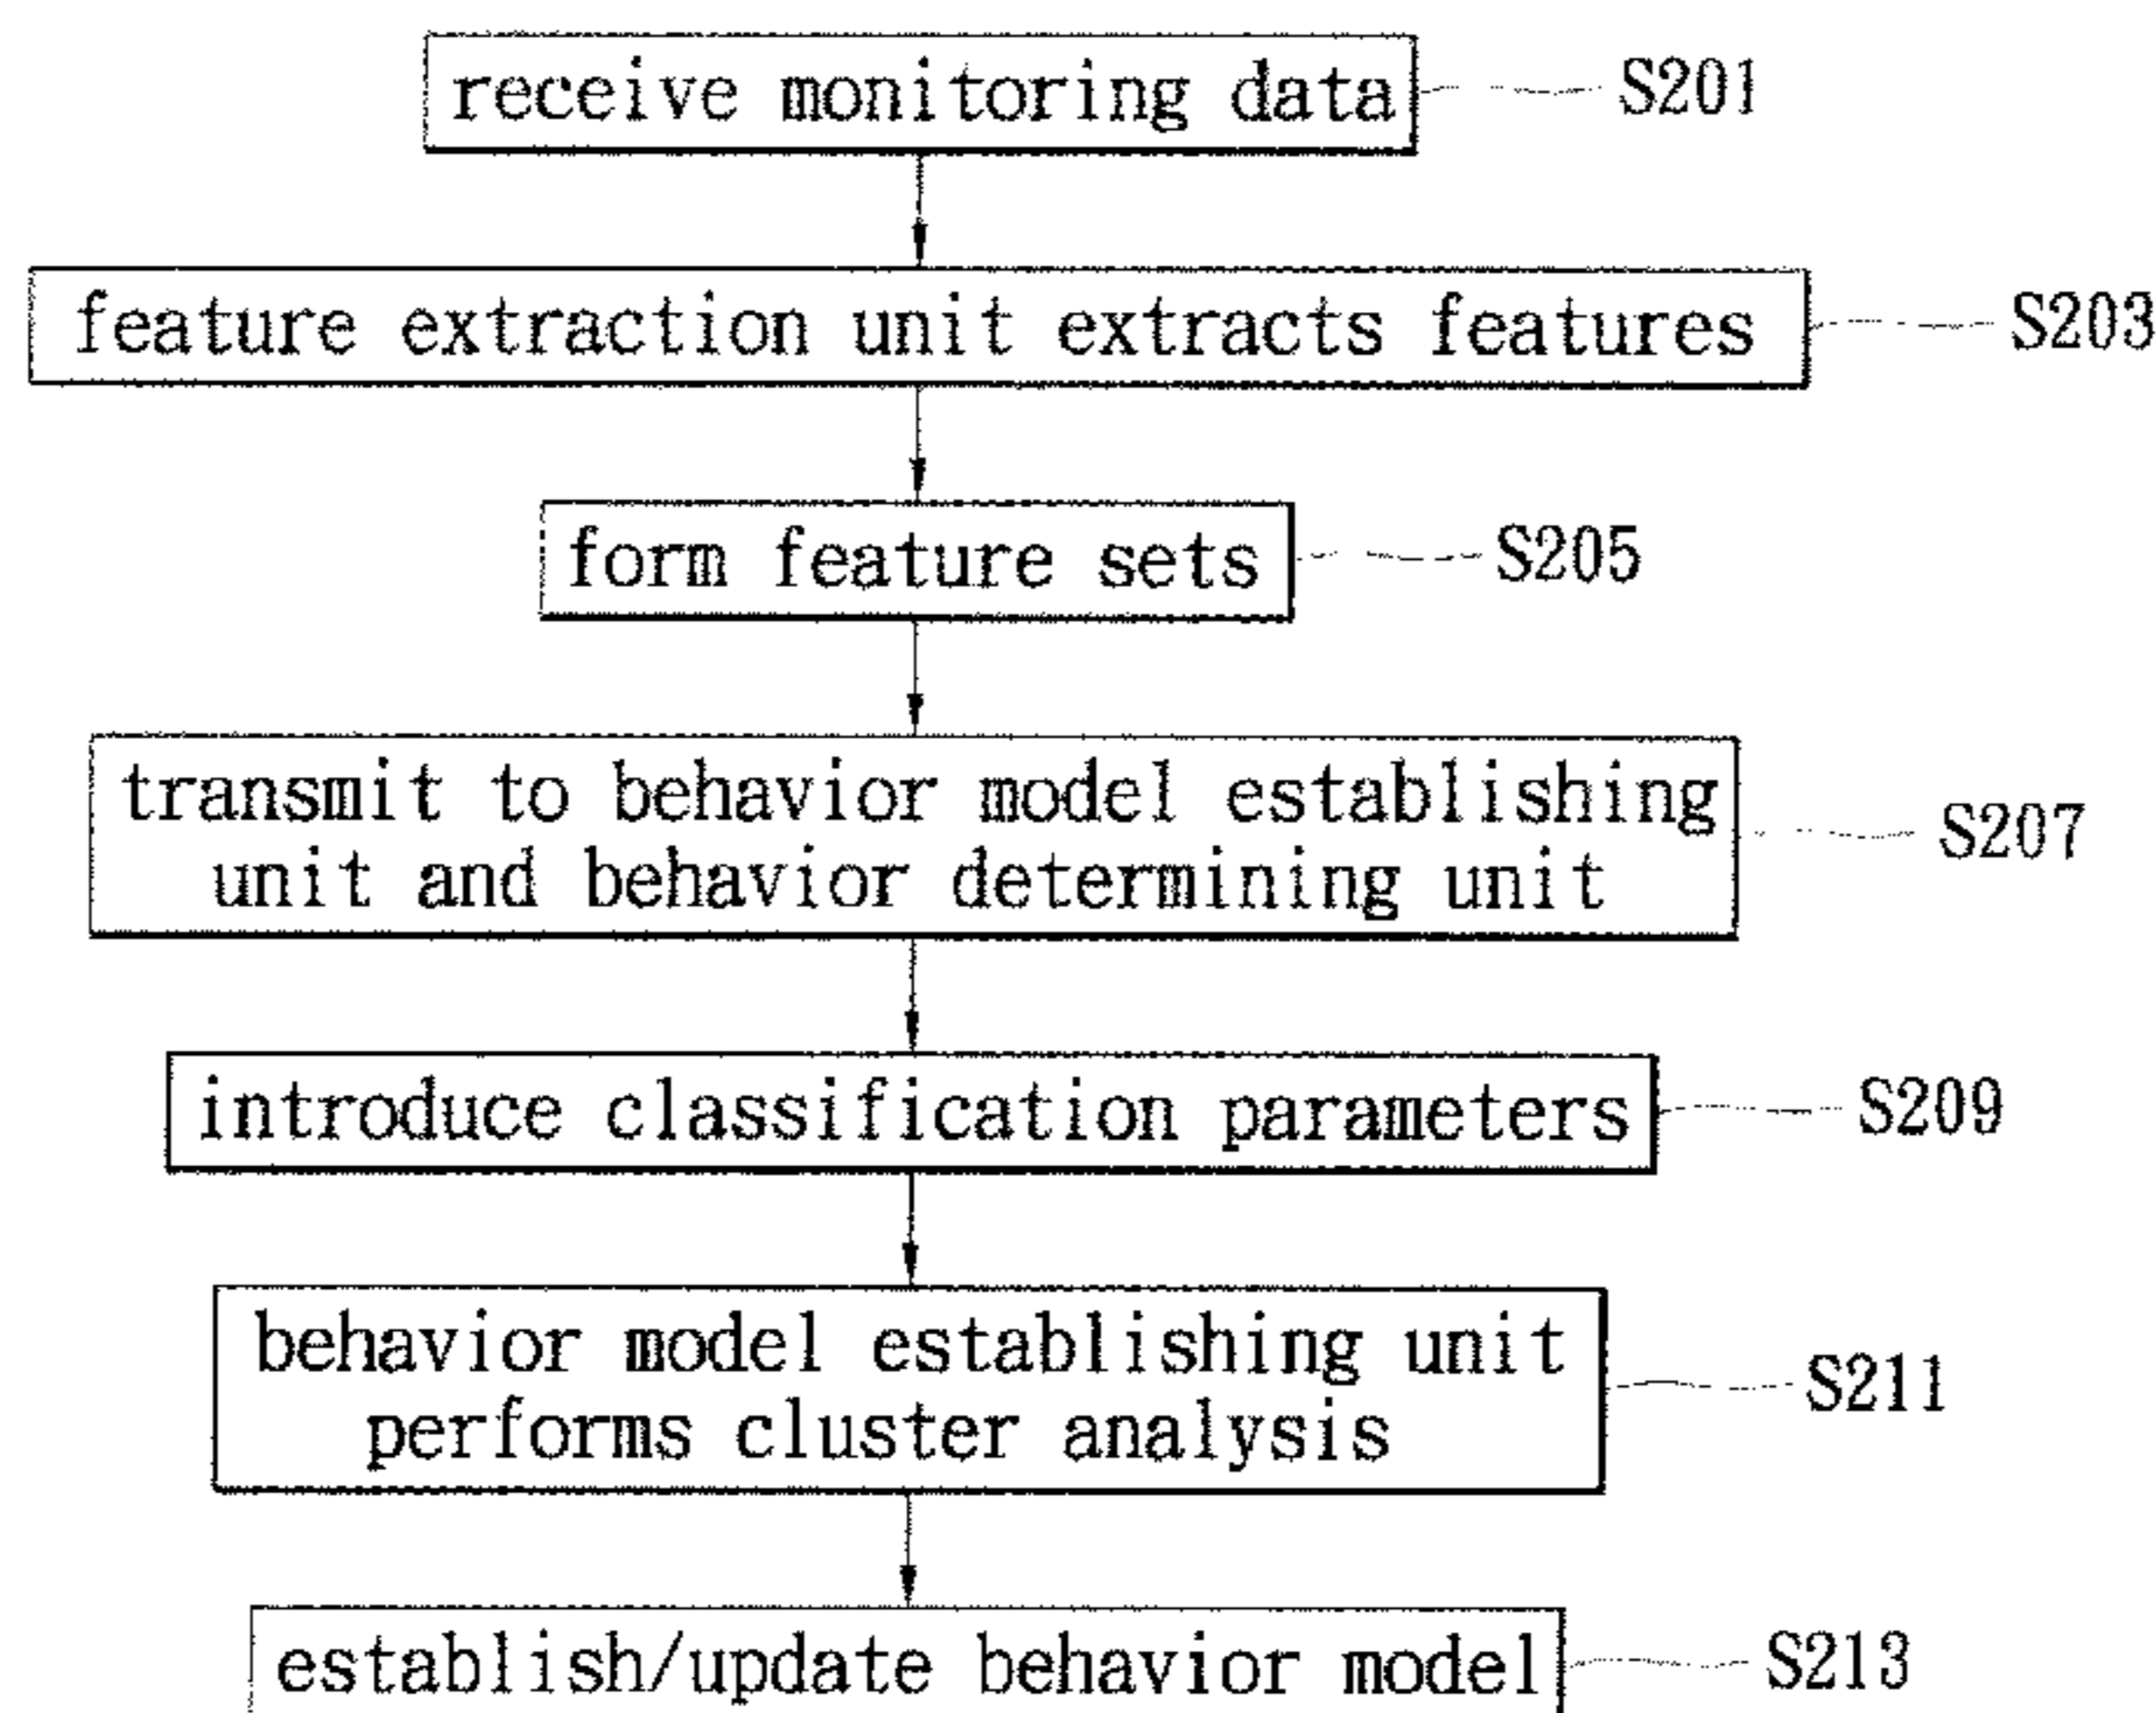 receive monitoring data S201
feature extraction unit extracts features S203
form feature sets S205
transmit to behavior model establishing
unit and behavior determining unit
S207
introduce classification parameters S209
behavior model establishing unit
performs cluster analysis
S211
establish/update behavior model S213